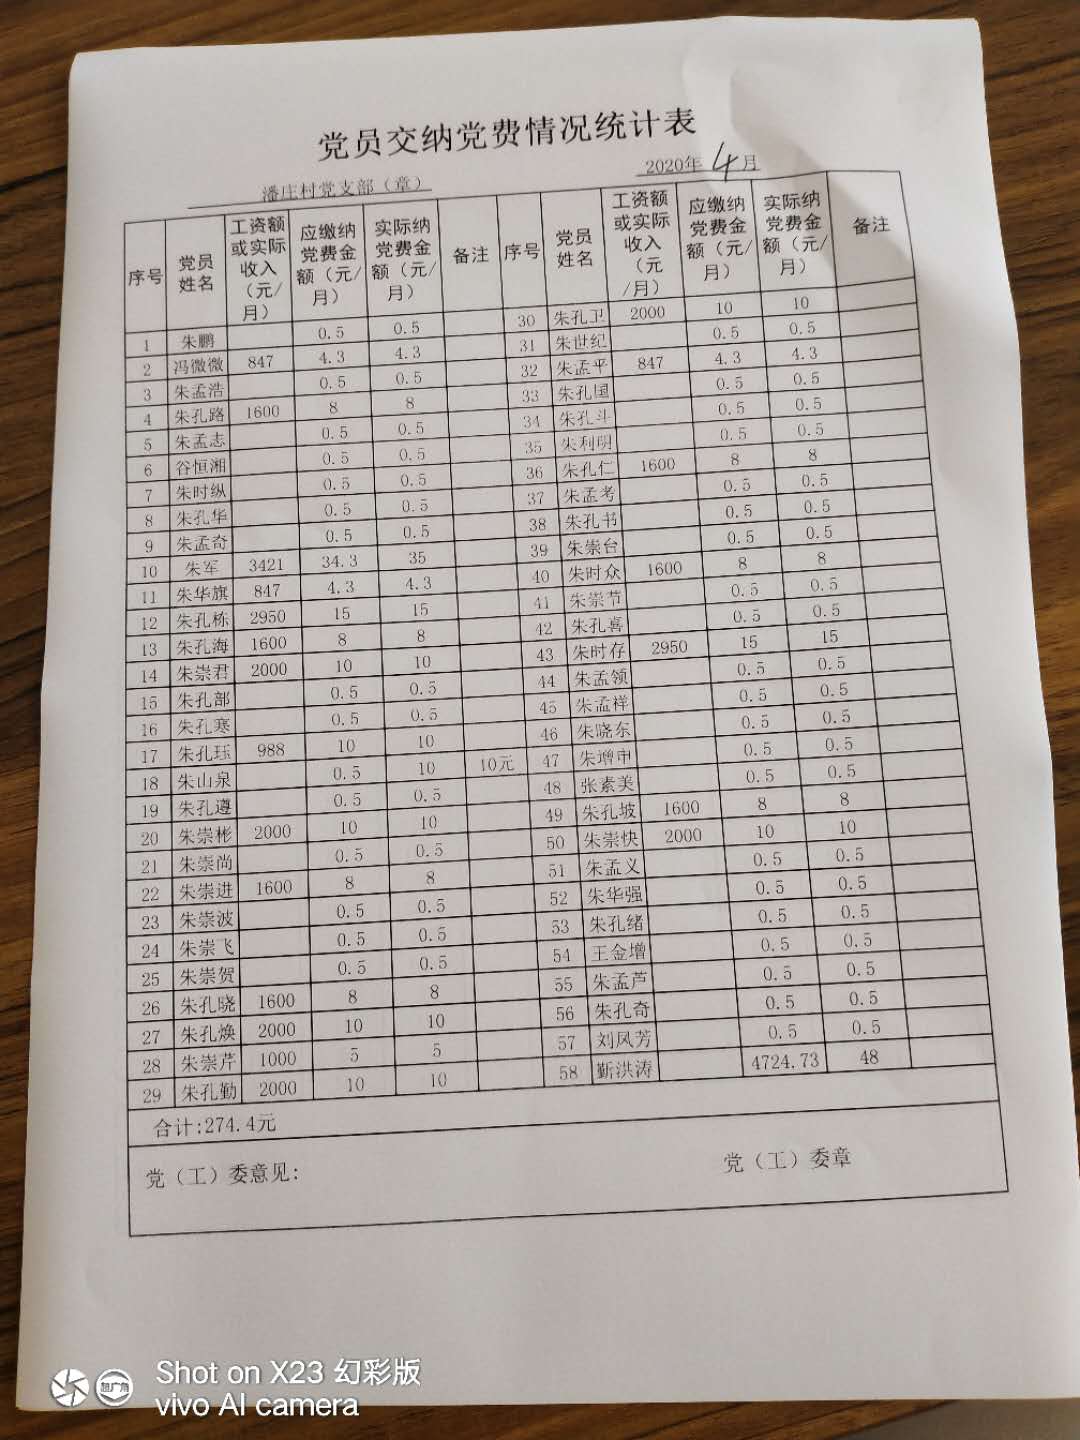 党员交纳党费情况统计表
潘庄村党支部（章） 2020年4月
序号 党员姓名 工资额或实际收入（元/月） 应缴纳党费金额（元/月） 实际纳党费金额（元/月） 备注 序号 党员姓名 工资额或实际收入（元/月） 应缴纳党费金额（元/月） 实际纳党费金额（元/月） 备注
1 朱鹏 0.5 0.5 30 朱孔卫 2000 10 10
2 冯微微 847 4.3 4.3 31 朱世纪 0.5 0.5
3 朱孟浩 0.5 0.5 32 朱孟平 847 4.3 4.3
4 朱孔路 1600 8 8 33 朱孔国 0.5 0.5
5 朱孟志 0.5 0.5 34 朱孔斗 0.5 0.5
6 谷恒湘 0.5 0.5 35 朱利明 0.5 0.5
7 朱时纵 0.5 0.5 36 朱孔仁 1600 8 8
8 朱孔华 0.5 0.5 37 朱孟考 0.5 0.5
9 朱孟奇 0.5 0.5 38 朱孔书 0.5 0.5
10 朱军 3421 34.3 35 39 朱崇台 0.5 0.5
11 朱华旗 847 4.3 4.3 40 朱时众 1600 8 8
12 朱孔栋 2950 15 15 41 朱崇节 0.5 0.5
13 朱孔海 1600 8 8 42 朱孔喜 0.5 0.5
14 朱崇君 2000 10 10 43 朱时存 2950 15 15
15 朱孔部 0.5 0.5 44 朱孟领 0.5 0.5
16 朱孔寒 0.5 0.5 45 朱孟祥 0.5 0.5
17 朱孔珏 988 10 10 46 朱晓东 0.5 0.5
18 朱山泉 0.5 10 10元 47 朱增申 0.5 0.5
19 朱孔遵 0.5 0.5 48 张素美 0.5 0.5
20 朱崇彬 2000 10 10 49 朱孔坡 1600 8 8
21 朱崇尚 0.5 0.5 50 朱崇快 2000 10 10
22 朱崇进 1600 8 8 51 朱孟义 0.5 0.5
23 朱崇波 0.5 0.5 52 朱华强 0.5 0.5
24 朱崇飞 0.5 0.5 53 朱孔绪 0.5 0.5
25 朱崇贺 0.5 0.5 54 王金增 0.5 0.5
26 朱孔晓 1600 8 8 55 朱孟芦 0.5 0.5
27 朱孔焕 2000 10 10 56 朱孔奇 0.5 0.5
28 朱崇芹 1000 5 5 57 刘风芳 0.5 0.5
29 朱孔勤 2000 10 10 58 靳洪涛 4724.73 48
合计:274.4元
党（工）委意见: 党（工）委章
Shot on X23 幻彩版
超广角 vivo AI camera